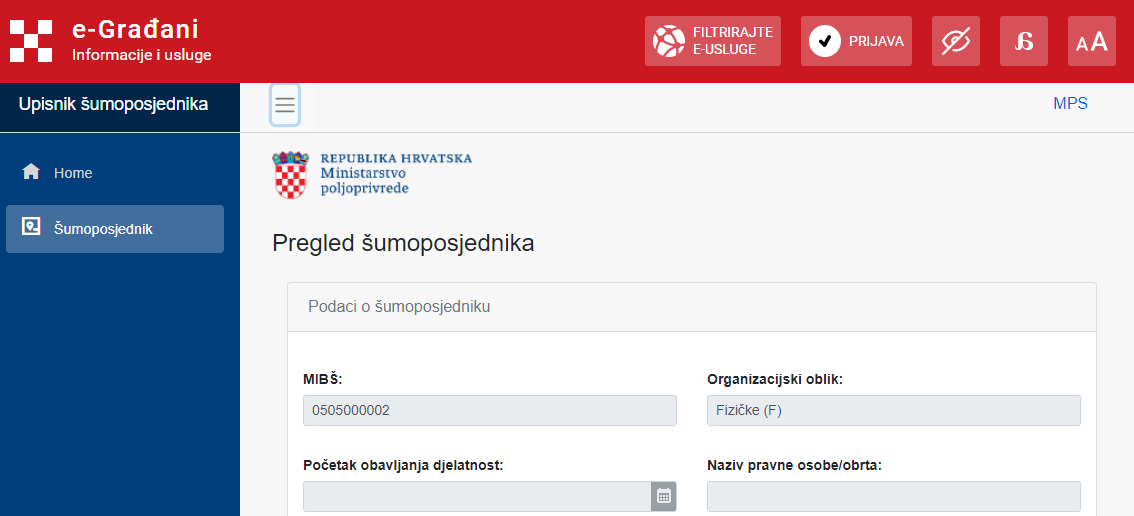 e-Građani
Informacije i usluge
FILTRIRAJTE
E-USLUGE
PRIJAVA
AA
Upisnik šumoposjednika
MPS
Home
Šumoposjednik
REPUBLIKA HRVATSKA
Ministarstvo
poljoprivrede
Pregled šumoposjednika
Podaci o šumoposjedniku
MIBŠ:
Organizacijski oblik:
0505000002
Fizičke (F)
Početak obavljanja djelatnost:
Naziv pravne osobe/obrta: